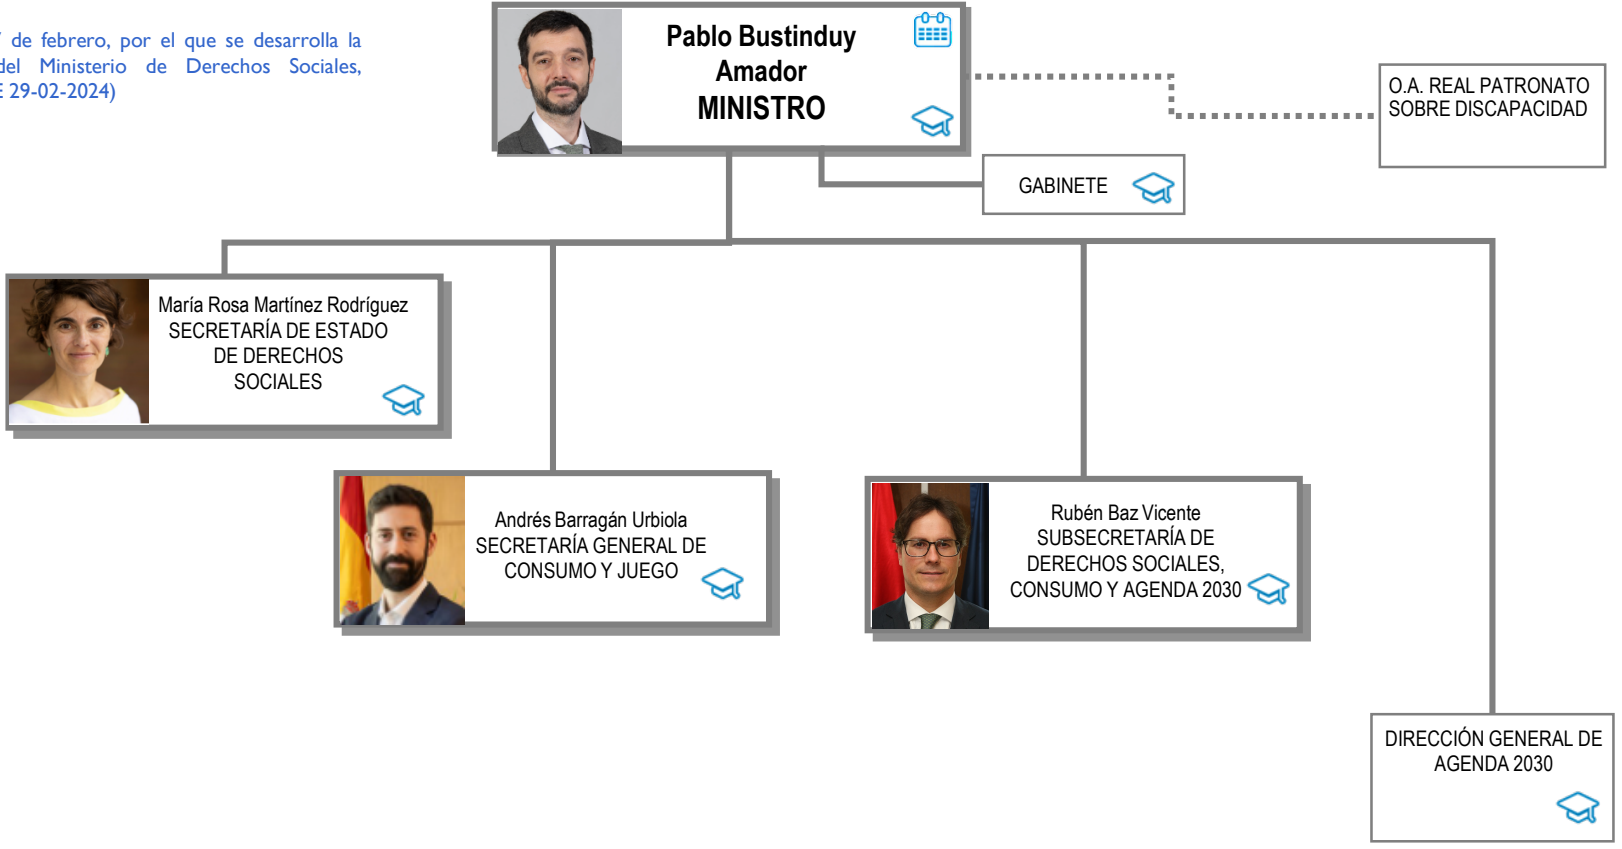 de febrero, por el que se desarrolla la
del Ministerio de Derechos Sociales,
29-02-2024)
Pablo Bustinduy
Amador
MINISTRO
O.A. REAL PATRONATO
SOBRE DISCAPACIDAD
GABINETE
María Rosa Martínez Rodríguez
SECRETARÍA DE ESTADO
DE DERECHOS
SOCIALES
Andrés Barragán Urbiola
SECRETARÍA GENERAL DE
CONSUMO Y JUEGO
Rubén Baz Vicente
SUBSECRETARÍA DE
DERECHOS SOCIALES,
CONSUMO Y AGENDA 2030
DIRECCIÓN GENERAL DE
AGENDA 2030